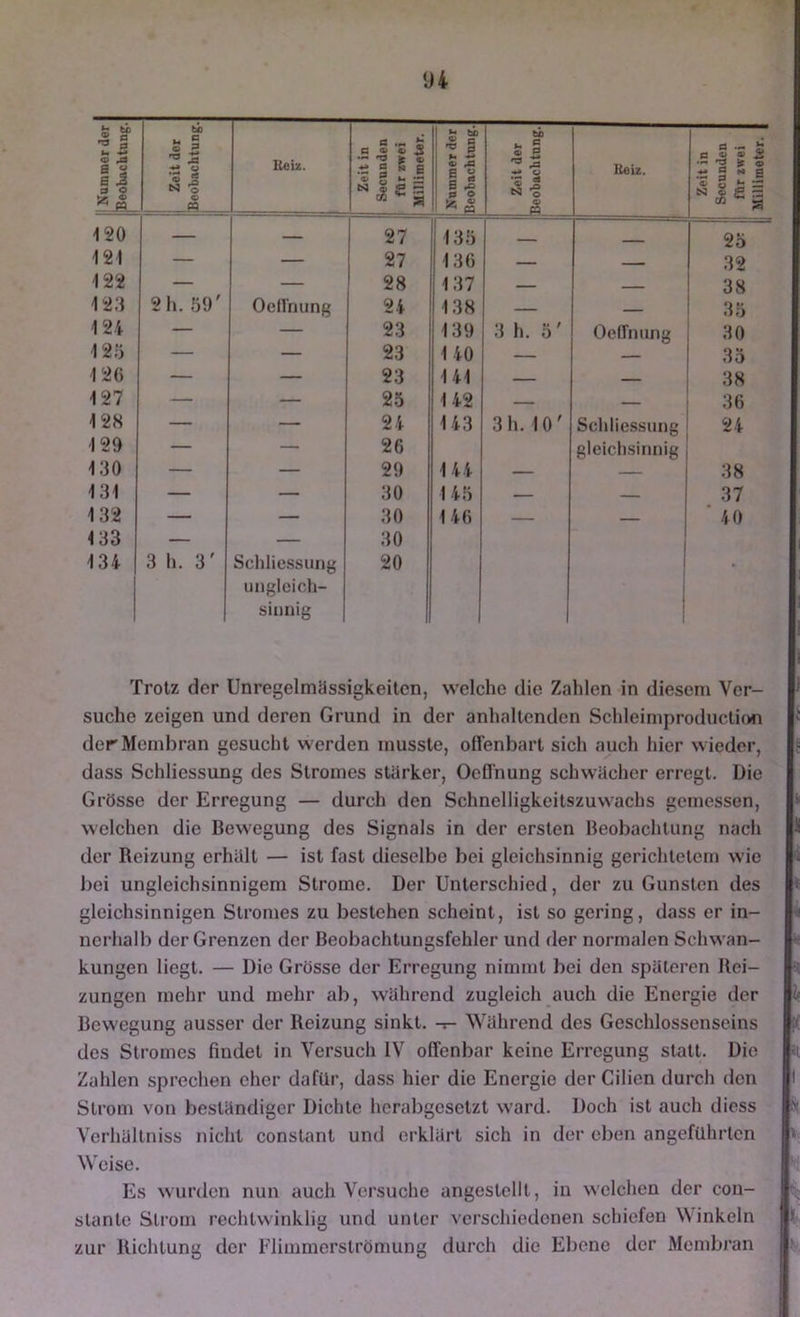 94
Nummer der Beobachtung. Zeit der Beobachtung. Reiz. Zeit in Secunden für zwei Millimeter. Nummer der Beobachtung. Zeit der Beobachtung. Reiz. Zeit in Secunden für zwei Millimeter.
120 — — 27 135 — — 25
121 — — 27 136 — — 32
122 — — 28 137 — — 38
123 2 h. 59′ Oeffnung 24 138 — — 35
124 — — 23 139 3 h. 5′ Oeffnung 30
125 — — 23 140 — — 35
126 — — 23 141 — — 38
127 — — 25 142 — — 36
128 — — 24 143 3 h. 10′ Schliessung 24
129 — — 26 gleichsinnig
130 — — 29 144 — — 38
131 — — 30 145 — — 37
132 — — 30 146 — — 40
133 — — 30
134 3 h. 3′ Schliessung 20
ungleich-
sinnig
Trotz der Unregelmässigkeiten, welche die Zahlen in diesem Ver-
suche zeigen und deren Grund in der anhaltenden Schleimproduction
der Membran gesucht werden musste, offenbart sich auch hier wieder,
dass Schliessung des Stromes stärker, Oeffnung schwächer erregt. Die
Grösse der Erregung — durch den Schnelligkeitszuwachs gemessen,
welchen die Bewegung des Signals in der ersten Beobachtung nach
der Reizung erhält — ist fast dieselbe bei gleichsinnig gerichtetem wie
bei ungleichsinnigem Strome. Der Unterschied, der zu Gunsten des
gleichsinnigen Stromes zu bestehen scheint, ist so gering, dass er in-
nerhalb der Grenzen der Beobachtungsfehler und der normalen Schwan-
kungen liegt. — Die Grösse der Erregung nimmt bei den späteren Rei-
zungen mehr und mehr ab, während zugleich auch die Energie der
Bewegung ausser der Reizung sinkt. — Während des Geschlossenseins
des Stromes findet in Versuch IV offenbar keine Erregung statt. Die
Zahlen sprechen eher dafür, dass hier die Energie der Cilien durch den
Strom von beständiger Dichte herabgesetzt ward. Doch ist auch diess
Verhältniss nicht constant und erklärt sich in der eben angeführten
Weise.
Es wurden nun auch Versuche angestellt, in welchen der con-
stante Strom rechtwinklig und unter verschiedenen schiefen Winkeln
zur Richtung der Flimmerströmung durch die Ebene der Membran